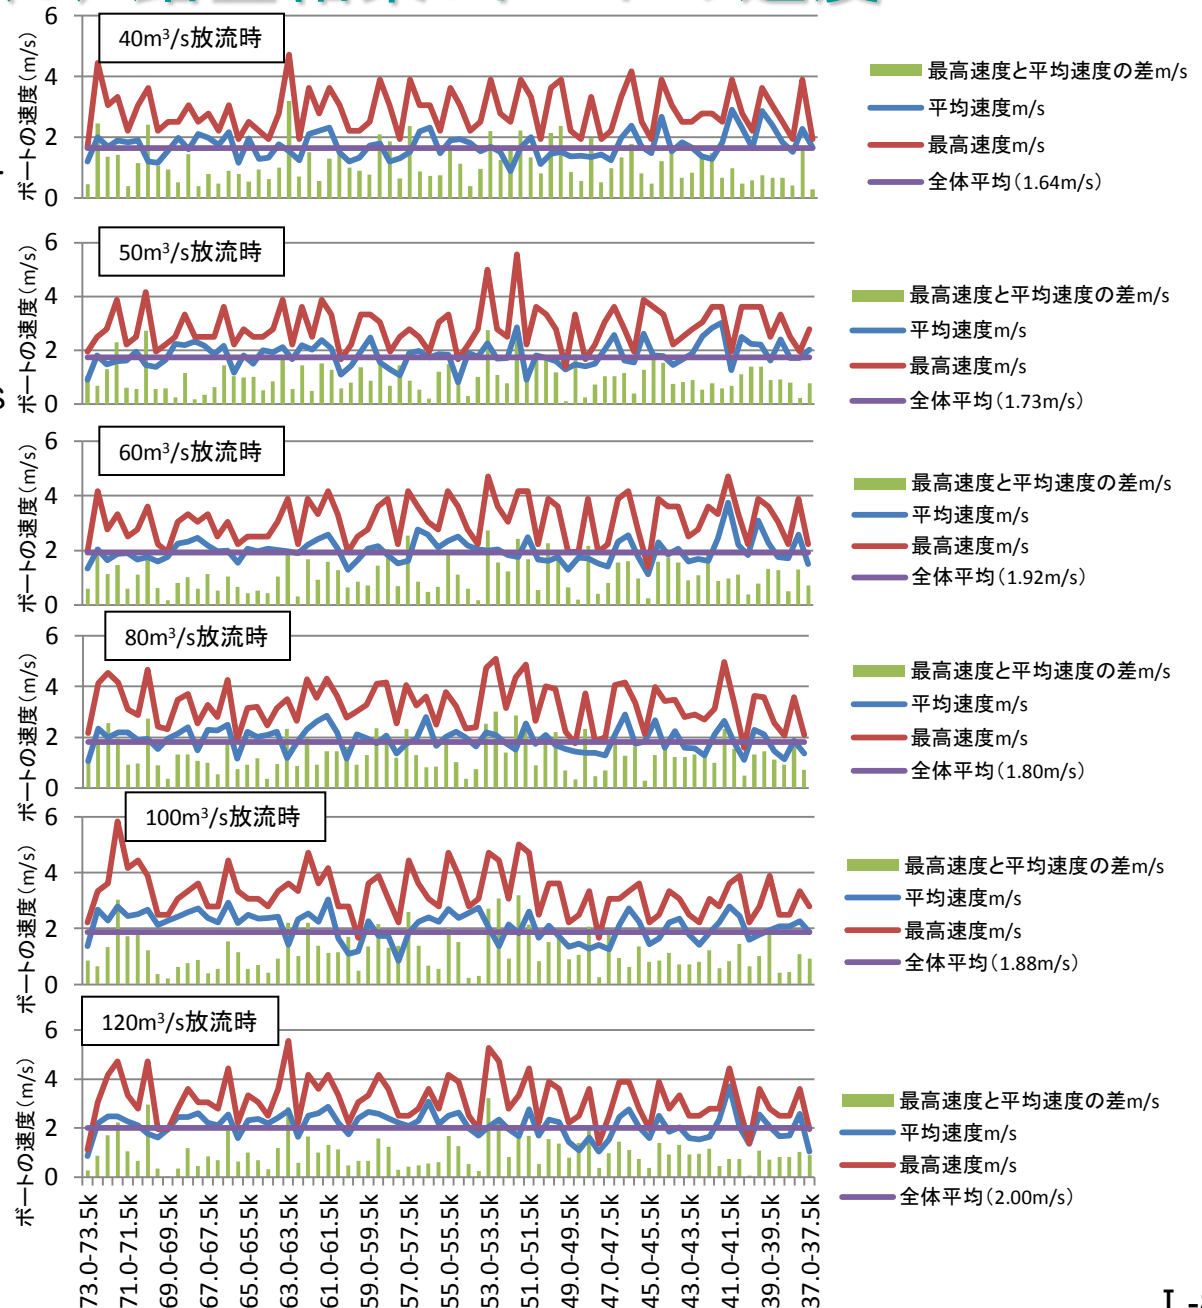 6
4
2
0
ボートの速度(m/s)
40m³/s放流時
最高速度と平均速度の差m/s
平均速度m/s
最高速度m/s
全体平均(1.64m/s)
6
4
2
0
ボートの速度(m/s)
50m³/s放流時
最高速度と平均速度の差m/s
平均速度m/s
最高速度m/s
全体平均(1.73m/s)
s
6
4
2
0
ボートの速度(m/s)
60m³/s放流時
最高速度と平均速度の差m/s
平均速度m/s
最高速度m/s
全体平均(1.92m/s)
6
4
2
0
ボートの速度(m/s)
80m³/s放流時
最高速度と平均速度の差m/s
平均速度m/s
最高速度m/s
全体平均(1.80m/s)
6
4
2
0
ボートの速度(m/s)
100m³/s放流時
最高速度と平均速度の差m/s
平均速度m/s
最高速度m/s
全体平均(1.88m/s)
6
4
2
0
ボートの速度(m/s)
120m³/s放流時
最高速度と平均速度の差m/s
平均速度m/s
最高速度m/s
全体平均(2.00m/s)
73.0-73.5k
71.0-71.5k
69.0-69.5k
67.0-67.5k
65.0-65.5k
63.0-63.5k
61.0-61.5k
59.0-59.5k
57.0-57.5k
55.0-55.5k
53.0-53.5k
51.0-51.5k
49.0-49.5k
47.0-47.5k
45.0-45.5k
43.0-43.5k
41.0-41.5k
39.0-39.5k
37.0-37.5k